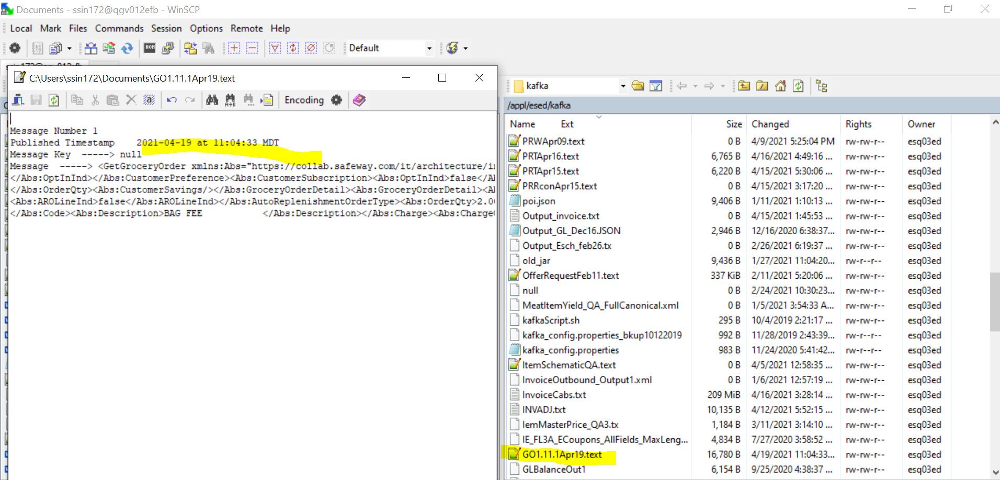 Documents - ssin172@qgv012efb - WinSCP
Local Mark Files Commands Session Options Remote Help
Default
C:\Users\ssin172\Documents\GO1.11.1Apr19.text
Encoding
Message Number 1
Published Timestamp 2021-04-19 at 11:04:33 MDT
Message Key -----> null
Message -----> <GetGroceryOrder xmlns:Abs="https://collab.safeway.com/it/architecture/in
</Abs:OptInInd></Abs:CustomerPreference><Abs:CustomerSubscription><Abs:OptInInd>false</Al
</Abs:OrderQty><Abs:CustomerSavings/></Abs:GroceryOrderDetail><Abs:GroceryOrderDetail><Ab
<Abs:AROLineInd>false</Abs:AROLineInd></Abs:AutoReplenishmentOrderType><Abs:OrderQty>2.00
</Abs:Code><Abs:Description>BAG FEE </Abs:Description></Abs:Charge><Abs:Charge
kafka
/appl/esed/kafka
Name Ext Size Changed Rights Owner
PRWApr09.text 0 B 4/9/2021 5:25:04 PM rw-rw-r-- esq03ed
PRTApr16.text 6,765 B 4/16/2021 4:49:16 ... rw-rw-r-- esq03ed
PRTApr15.text 6,220 B 4/15/2021 5:30:06 ... rw-rw-r-- esq03ed
PRRconApr15.text 0 B 4/15/2021 3:17:20 ... rw-rw-r-- esq03ed
poi.json 9,406 B 1/11/2021 1:10:13 ... rw-rw-r-- esq03ed
Output_invoice.txt 0 B 4/15/2021 1:45:53 ... rw-rw-r-- esq03ed
Output_GL_Dec16.JSON 2,946 B 12/16/2020 6:38:37... rw-rw-r-- esq03ed
Output_Esch_feb26.tx 0 B 2/26/2021 6:19:37 ... rw-rw-r-- esq03ed
old_jar 9,436 B 1/27/2021 11:04:20... rw-r--r-- esq03ed
OfferRequestFeb11.text 337 KiB 2/11/2021 5:20:06 ... rw-rw-r-- esq03ed
null 0 B 2/24/2021 10:30:23... rw-rw-r-- esq03ed
MeatItemYield_QA_FullCanonical.xml 0 B 1/5/2021 3:54:33 A... rw-rw-r-- esq03ed
kafkaScript.sh 295 B 10/4/2019 2:21:17 ... rw-rw-r-- esq03ed
kafka_config.properties_bkup10122019 992 B 11/28/2019 2:43:39... rw-r--r-- esq03ed
kafka_config.properties 983 B 11/24/2020 5:41:42... rw-r--r-- esq03ed
ItemSchematicQA.text 0 B 4/5/2021 12:58:35 ... rw-rw-r-- esq03ed
InvoiceOutbound_Output1.xml 0 B 1/6/2021 12:57:19 ... rw-rw-r-- esq03ed
InvoiceCabs.txt 209 MiB 4/16/2021 3:28:14 ... rw-rw-r-- esq03ed
INVADJ.txt 10,135 B 4/12/2021 5:52:15 ... rw-rw-r-- esq03ed
IemMasterPrice_QA3.tx 1,184 B 3/11/2021 3:14:10 ... rw-rw-r-- esq03ed
IE_FL3A_ECoupons_AllFields_MaxLeng... 4,834 B 7/27/2020 3:58:52 ... rw-rw-r-- esq03ed
GO1.11.1Apr19.text 16,780 B 4/19/2021 11:04:33... rw-rw-r-- esq03ed
GLBalanceOut1 6,154 B 9/25/2020 4:38:37 ... rw-rw-r-- esq03ed